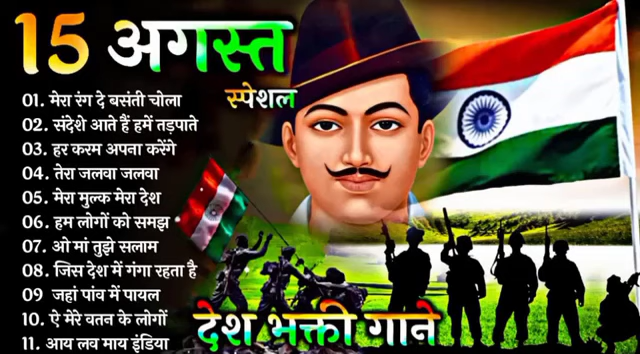 15 अगस्त
स्पेशल
01. मेरा रंग दे बसंती चोला
02. संदेशे आते हैं हमें तड़पाते
03. हर करम अपना करेंगे
04. तेरा जलवा जलवा
05. मेरा मुल्क मेरा देश
06. हम लोगों को समझ
07. ओ मां तुझे सलाम
08. जिस देश में गंगा रहता है
09 जहां पांव में पायल
10. ऐ मेरे वतन के लोगों
11. आय लव माय इंडिया
देश भक्ती गाने